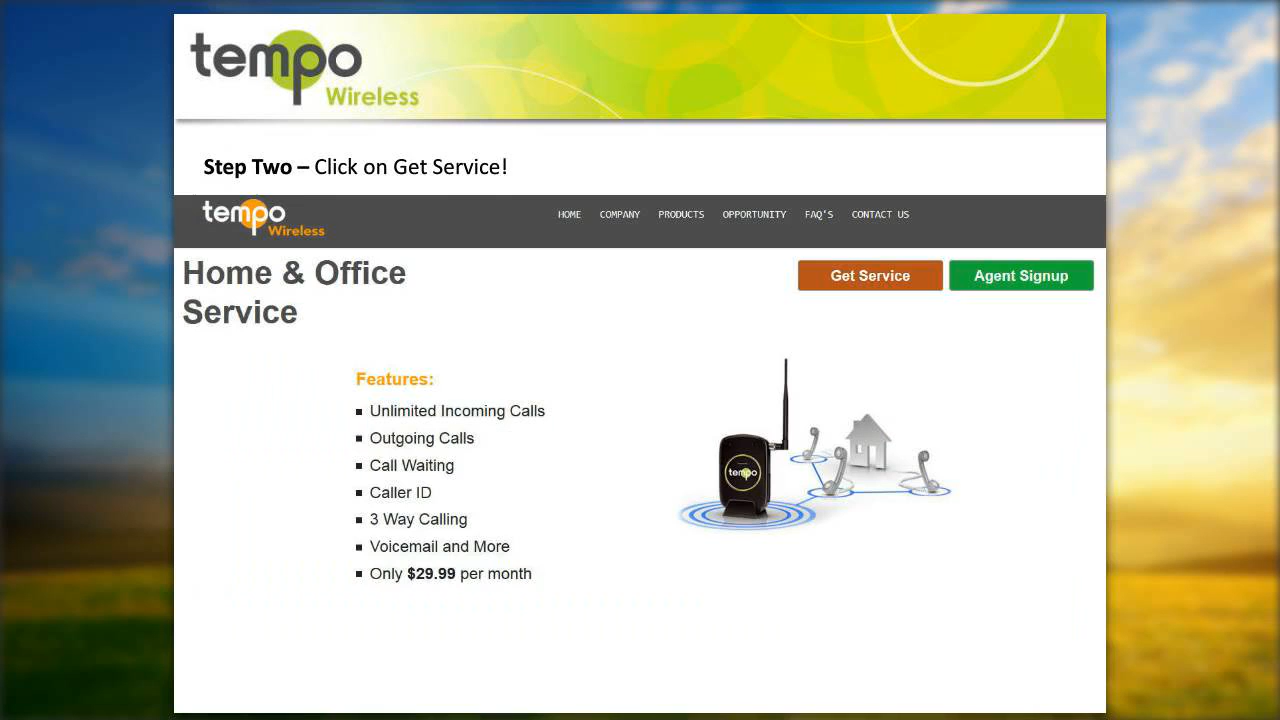 tempo
Wireless
Step Two – Click on Get Service!
tempo
Wireless
HOME COMPANY PRODUCTS OPPORTUNITY FAQ'S CONTACT US
Home & Office
Service
Get Service Agent Signup
Features:
Unlimited Incoming Calls
Outgoing Calls
Call Waiting
Caller ID
3 Way Calling
Voicemail and More
Only $29.99 per month
tempo